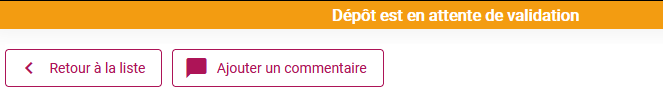 Dépôt est en attente de validation
Retour à la liste
Ajouter un commentaire